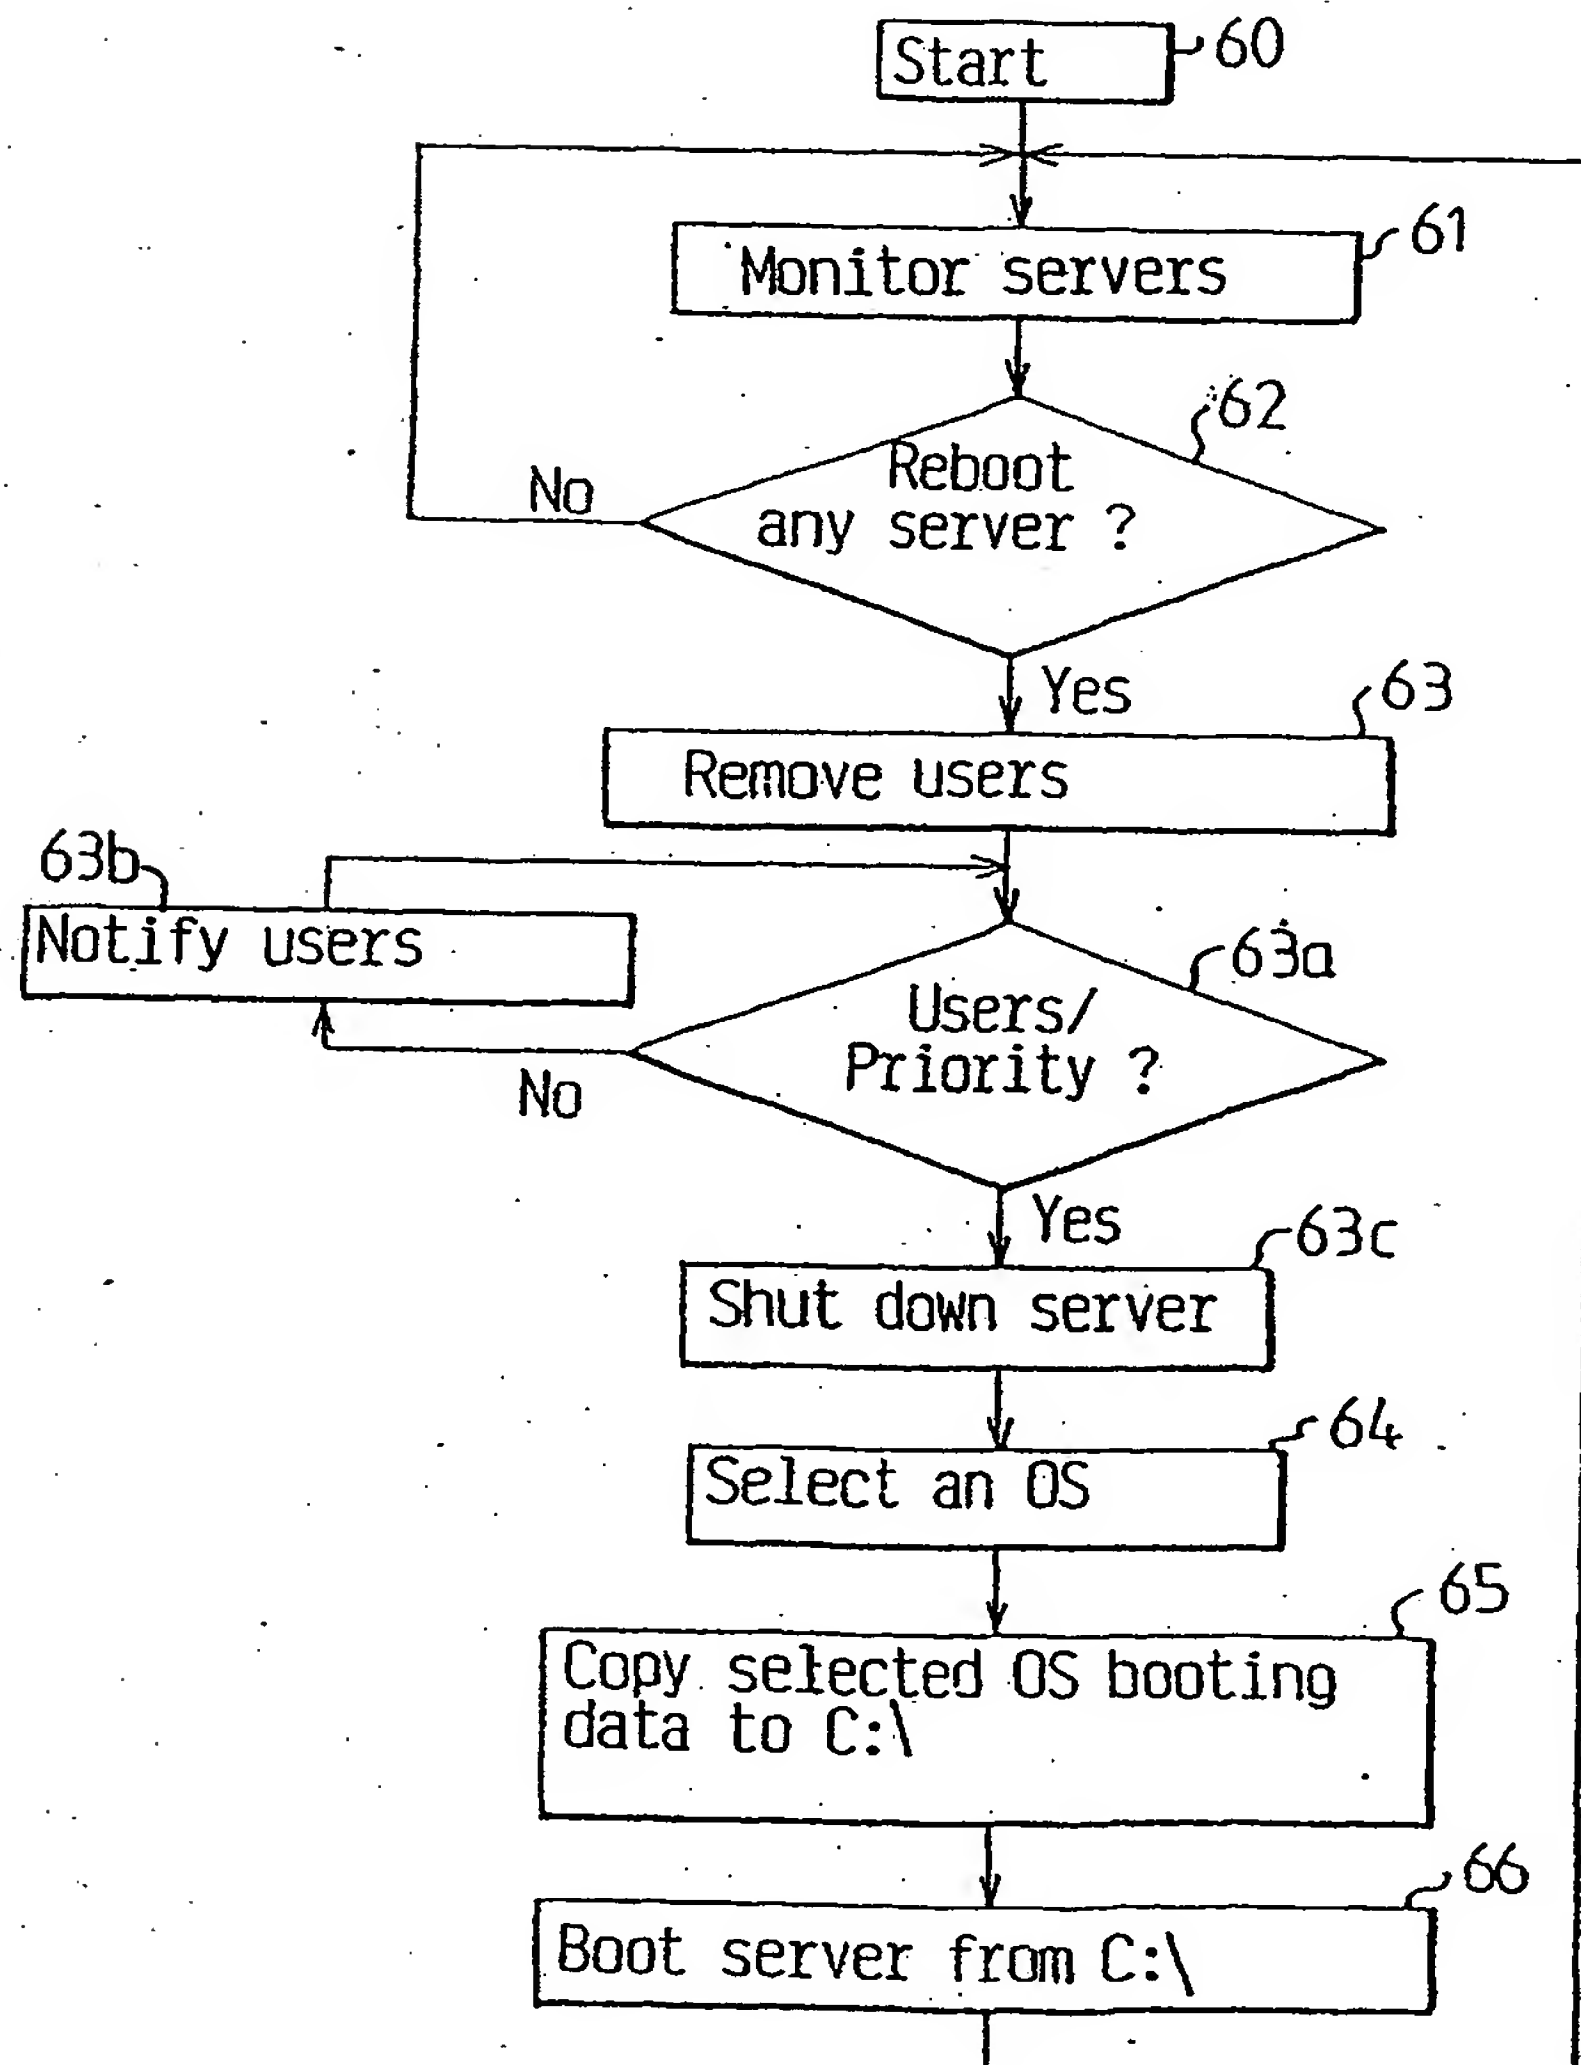 Start
60
Monitor servers
61
62
Reboot
any server ?
No
Yes
63
Remove users
63b
Notify users
63a
Users/
Priority ?
No
Yes
63c
Shut down server
64
Select an OS
65
Copy selected OS booting
data to C:\
66
Boot server from C:\